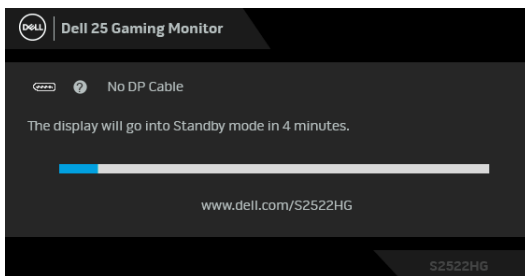 DELL
Dell 25 Gaming Monitor
? No DP Cable
The display will go into Standby mode in 4 minutes.
www.dell.com/S2522HG
S2522HG